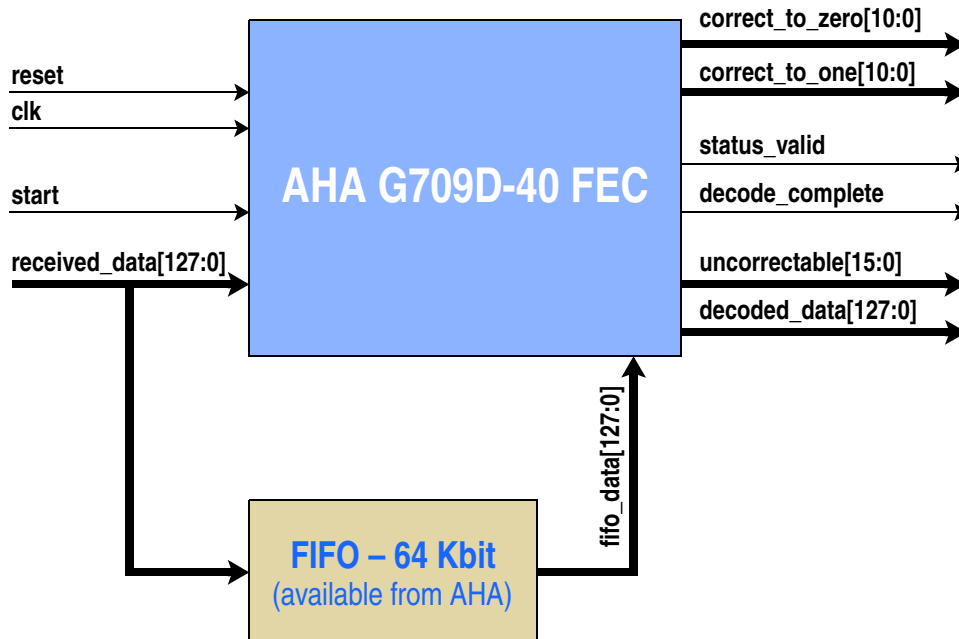 correct_to_zero[10:0]
correct_to_one[10:0]
reset
clk
status_valid
AHA G709D-40 FEC
start
decode_complete
received_data[127:0]
uncorrectable[15:0]
decoded_data[127:0]
fifo_data[127:0]
FIFO – 64 Kbit
(available from AHA)